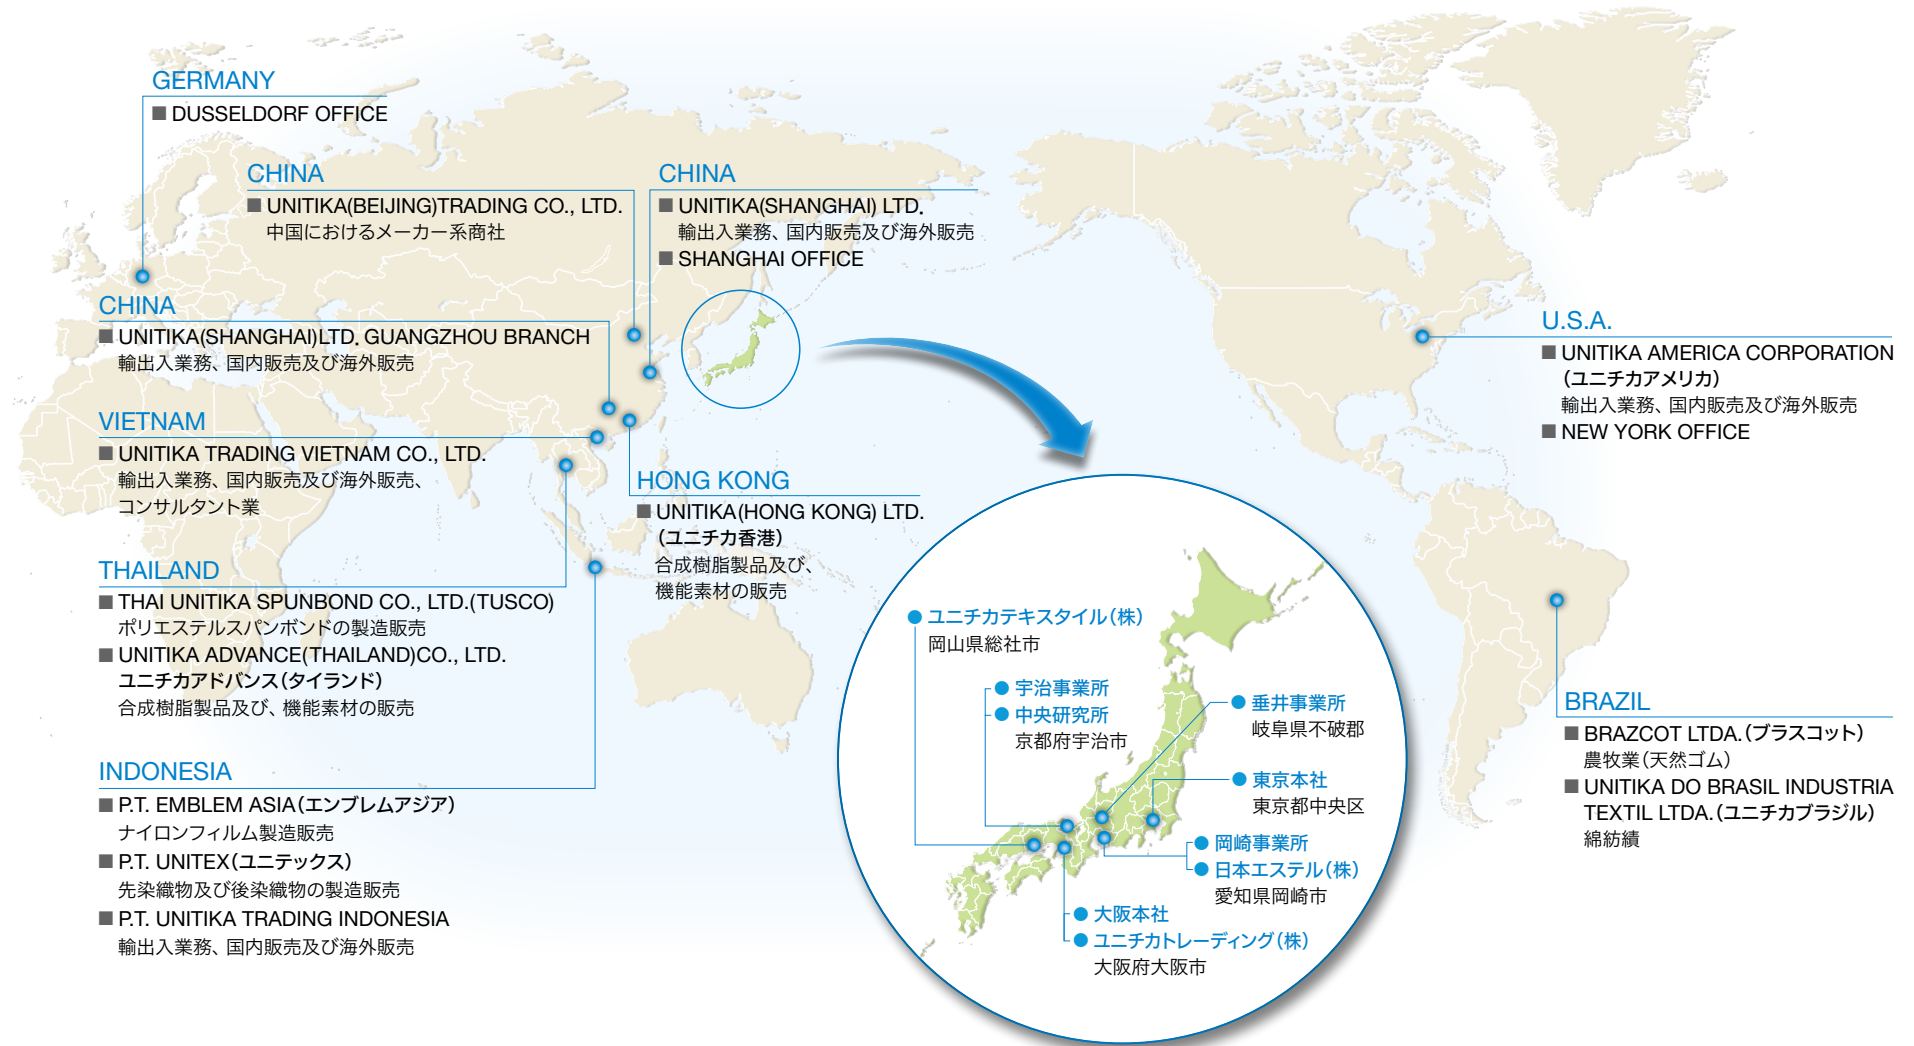 GERMANY
■ DUSSELDORF OFFICE
CHINA
■ UNITIKA(BEIJING)TRADING CO., LTD.
中国におけるメーカー系商社
CHINA
■ UNITIKA(SHANGHAI) LTD.
輸出入業務、国内販売及び海外販売
■ SHANGHAI OFFICE
CHINA
■ UNITIKA(SHANGHAI)LTD. GUANGZHOU BRANCH
輸出入業務、国内販売及び海外販売
VIETNAM
■ UNITIKA TRADING VIETNAM CO., LTD.
輸出入業務、国内販売及び海外販売、
コンサルタント業
HONG KONG
■ UNITIKA(HONG KONG) LTD.
(ユニチカ香港)
合成樹脂製品及び、
機能素材の販売
THAILAND
■ THAI UNITIKA SPUNBOND CO., LTD.(TUSCO)
ポリエステルスパンボンドの製造販売
■ UNITIKA ADVANCE(THAILAND)CO., LTD.
ユニチカアドバンス(タイランド)
合成樹脂製品及び、機能素材の販売
INDONESIA
■ P.T. EMBLEM ASIA(エンブレムアジア)
ナイロンフィルム製造販売
■ P.T. UNITEX(ユニテックス)
先染織物及び後染織物の製造販売
■ P.T. UNITIKA TRADING INDONESIA
輸出入業務、国内販売及び海外販売
U.S.A.
■ UNITIKA AMERICA CORPORATION
(ユニチカアメリカ)
輸出入業務、国内販売及び海外販売
■ NEW YORK OFFICE
BRAZIL
■ BRAZCOT LTDA.(ブラスコット)
農牧業(天然ゴム)
■ UNITIKA DO BRASIL INDUSTRIA
TEXTIL LTDA.(ユニチカブラジル)
綿紡績
● ユニチカテキスタイル(株)
岡山県総社市
● 宇治事業所
● 中央研究所
京都府宇治市
● 垂井事業所
岐阜県不破郡
● 東京本社
東京都中央区
● 岡崎事業所
● 日本エステル(株)
愛知県岡崎市
● 大阪本社
● ユニチカトレーディング(株)
大阪府大阪市